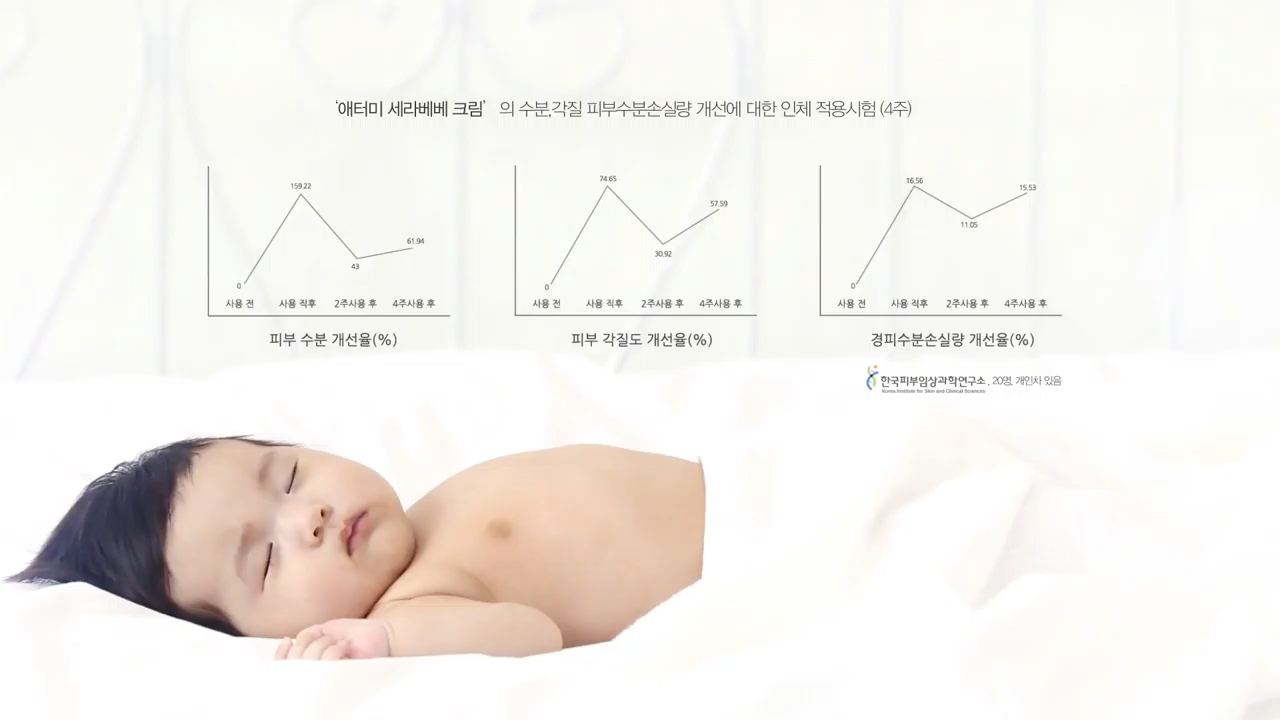 '애터미 세라베베 크림' 의 수분,각질 피부수분손실량 개선에 대한 인체 적용시험 (4주)
159.22
61.94
43
0
사용 전 사용 직후 2주사용 후 4주사용 후
피부 수분 개선율(%)
74.65
57.59
30.92
0
사용 전 사용 직후 2주사용 후 4주사용 후
피부 각질도 개선율(%)
16.56
15.53
11.05
0
사용 전 사용 직후 2주사용 후 4주사용 후
경피수분손실량 개선율(%)
한국피부임상과학연구소 , 20명, 개인차 있음
Korea Institute for Skin and Clinical Sciences